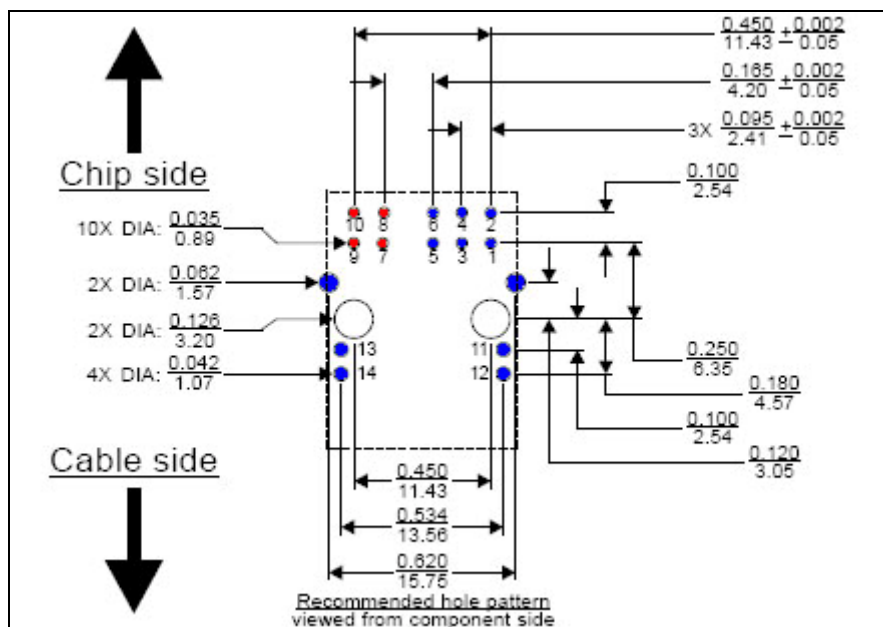 0.450 ±0.002
11.43 ±0.05
0.165 ±0.002
4.20 ±0.05
3X 0.095 ±0.002
2.41 ±0.05
0.100
2.54
Chip side
10 8 6 4 2
9 7 5 3 1
10X DIA: 0.035
0.89
2X DIA: 0.062
1.57
2X DIA: 0.126
3.20
4X DIA: 0.042
1.07
13 11
14 12
0.250
6.35
0.180
4.57
0.100
2.54
0.120
3.05
Cable side
0.450
11.43
0.534
13.56
0.620
15.75
Recommended hole pattern
viewed from component side